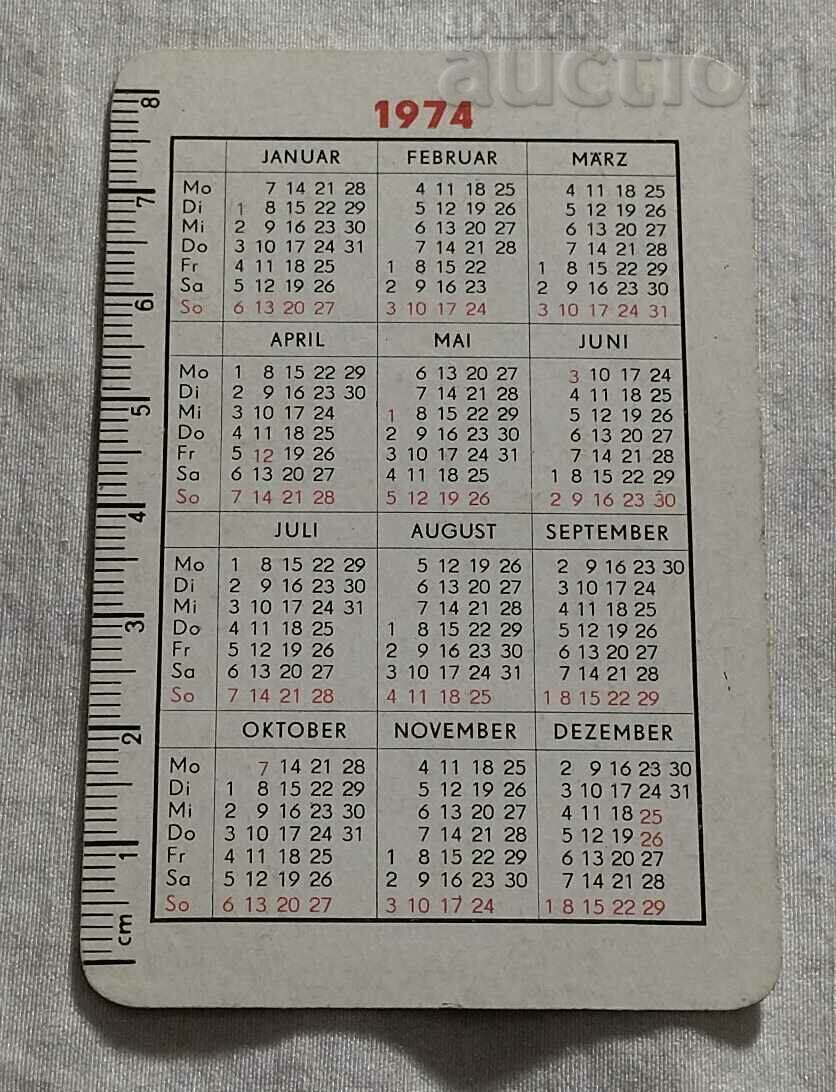 auction
1974
JANUAR FEBRUAR MÄRZ
Mo 7 14 21 28 4 11 18 25 4 11 18 25
Di 1 8 15 22 29 5 12 19 26 5 12 19 26
Mi 2 9 16 23 30 6 13 20 27 6 13 20 27
Do 3 10 17 24 31 7 14 21 28 7 14 21 28
Fr 4 11 18 25 1 8 15 22 1 8 15 22 29
Sa 5 12 19 26 2 9 16 23 2 9 16 23 30
So 6 13 20 27 3 10 17 24 3 10 17 24 31
APRIL MAI JUNI
Mo 1 8 15 22 29 6 13 20 27 3 10 17 24
Di 2 9 16 23 30 7 14 21 28 4 11 18 25
Mi 3 10 17 24 1 8 15 22 29 5 12 19 26
Do 4 11 18 25 2 9 16 23 30 6 13 20 27
Fr 5 12 19 26 3 10 17 24 31 7 14 21 28
Sa 6 13 20 27 4 11 18 25 1 8 15 22 29
So 7 14 21 28 5 12 19 26 2 9 16 23 30
JULI AUGUST SEPTEMBER
Mo 1 8 15 22 29 5 12 19 26 2 9 16 23 30
Di 2 9 16 23 30 6 13 20 27 3 10 17 24
Mi 3 10 17 24 31 7 14 21 28 4 11 18 25
Do 4 11 18 25 1 8 15 22 29 5 12 19 26
Fr 5 12 19 26 2 9 16 23 30 6 13 20 27
Sa 6 13 20 27 3 10 17 24 31 7 14 21 28
So 7 14 21 28 4 11 18 25 1 8 15 22 29
OKTOBER NOVEMBER DEZEMBER
Mo 7 14 21 28 4 11 18 25 2 9 16 23 30
Di 1 8 15 22 29 5 12 19 26 3 10 17 24 31
Mi 2 9 16 23 30 6 13 20 27 4 11 18 25
Do 3 10 17 24 31 7 14 21 28 5 12 19 26
Fr 4 11 18 25 1 8 15 22 29 6 13 20 27
Sa 5 12 19 26 2 9 16 23 30 7 14 21 28
So 6 13 20 27 3 10 17 24 1 8 15 22 29
cm 1 2 3 4 5 6 7 8